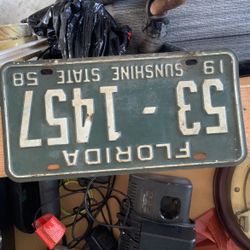 FLORIDA
53-1457
19 SUNSHINE STATE 58